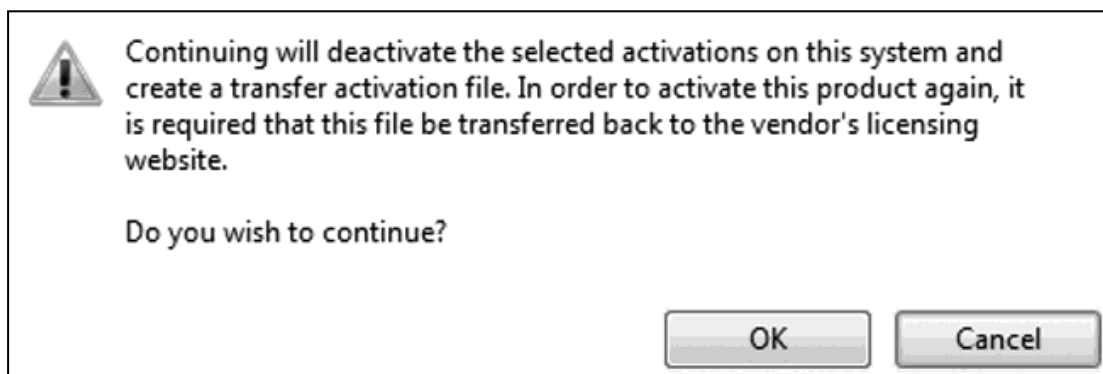 Continuing will deactivate the selected activations on this system and
create a transfer activation file. In order to activate this product again, it
is required that this file be transferred back to the vendor's licensing
website.
Do you wish to continue?
OK
Cancel